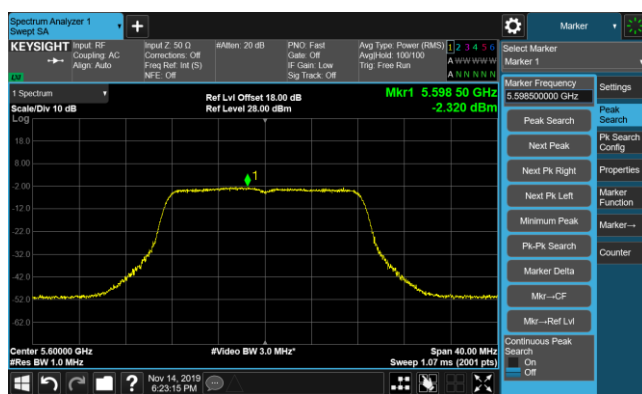 Spectrum Analyzer 1
Swept SA
Marker
KEYSIGHT
Input: RF
Coupling: AC
Align: Auto
Input Z: 50 Ω
Corrections: Off
Freq Ref: Int (S)
NFE: Off
#Atten: 20 dB
PNO: Fast
Gate: Off
IF Gain: Low
Sig Track: Off
Avg Type: Power (RMS)
Avg|Hold: 100/100
Trig: Free Run
1 2 3 4 5 6
A W W W W W
A N N N N N
Select Marker
Marker 1
LXI
1 Spectrum
Scale/Div 10 dB
Log
Ref Lvl Offset 18.00 dB
Ref Level 28.00 dBm
Mkr1 5.598 50 GHz
-2.320 dBm
18.0
8.00
-2.00
-12.0
-22.0
-32.0
-42.0
-52.0
-62.0
1
Center 5.60000 GHz
#Res BW 1.0 MHz
#Video BW 3.0 MHz*
Span 40.00 MHz
Sweep 1.07 ms (2001 pts)
Marker Frequency
5.598500000 GHz
Peak Search
Next Peak
Next Pk Right
Next Pk Left
Minimum Peak
Pk-Pk Search
Marker Delta
Mkr→CF
Mkr→Ref Lvl
Continuous Peak
Search
On
Off
Settings
Peak
Search
Pk Search
Config
Properties
Marker
Function
Marker→
Counter
?
Nov 14, 2019
6:23:15 PM